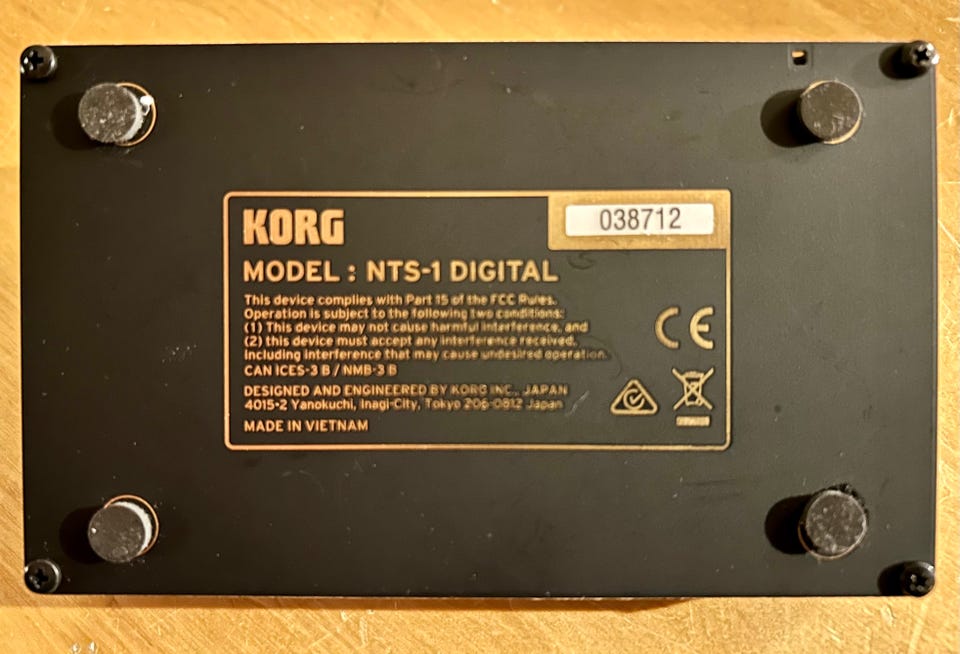 KORG
038712
MODEL : NTS-1 DIGITAL
This device complies with Part 15 of the FCC Rules.
Operation is subject to the following two conditions:
(1) This device may not cause harmful interference, and
(2) this device must accept any interference received,
including interference that may cause undesired operation.
CAN ICES-3 B / NMB-3 B
CE
DESIGNED AND ENGINEERED BY KORG INC., JAPAN
4015-2 Yanokuchi, Inagi-City, Tokyo 206-0812 Japan
MADE IN VIETNAM